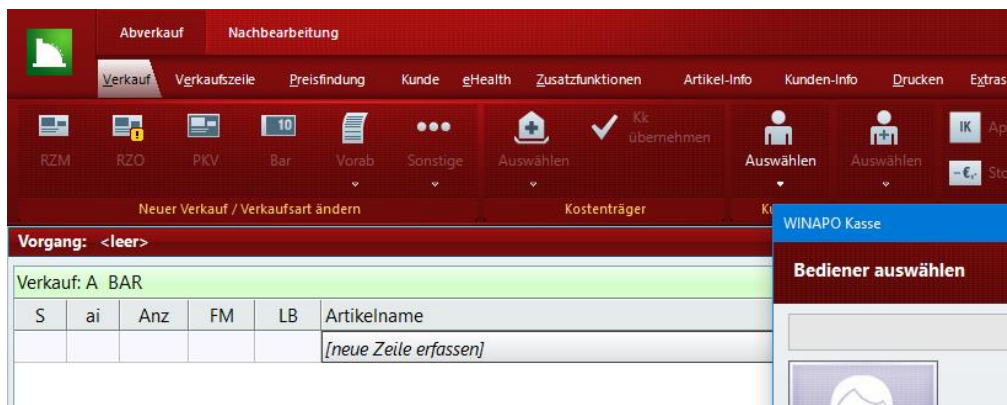 Abverkauf Nachbearbeitung
Verkauf Verkaufszeile Preisfindung Kunde eHealth Zusatzfunktionen Artikel-Info Kunden-Info Drucken Extras
RZM RZO PKV 10 Bar Vorab Sonstige Auswählen Kk übernehmen Auswählen Auswählen IK
-€,-
Neuer Verkauf / Verkaufsart ändern Kostenträger
WINAPO Kasse
Vorgang: <leer>
Bediener auswählen
Verkauf: A BAR
S ai Anz FM LB Artikelname
[neue Zeile erfassen]